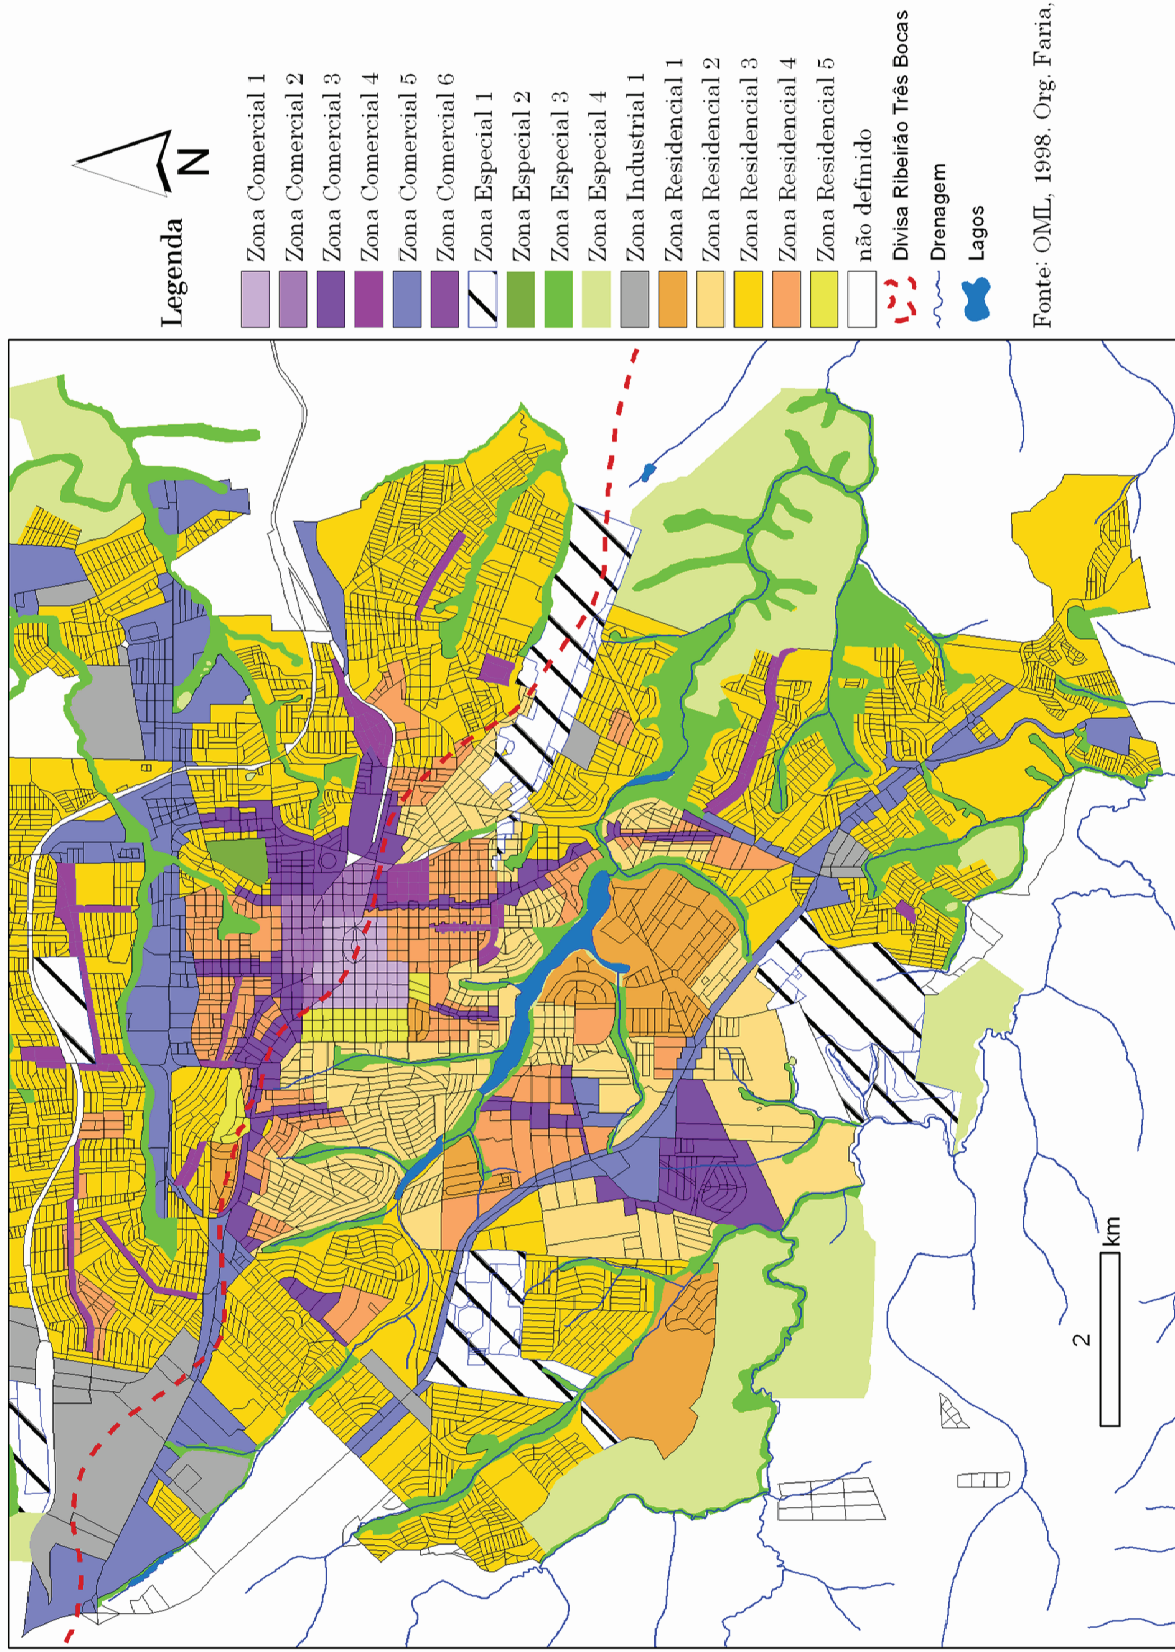 Legenda
N
Zona Comercial 1
Zona Comercial 2
Zona Comercial 3
Zona Comercial 4
Zona Comercial 5
Zona Comercial 6
Zona Especial 1
Zona Especial 2
Zona Especial 3
Zona Especial 4
Zona Industrial 1
Zona Residencial 1
Zona Residencial 2
Zona Residencial 3
Zona Residencial 4
Zona Residencial 5
não definido
Divisa Ribeirão Três Bocas
Drenagem
Lagos
Fonte: OML, 1998. Org. Faria,
2
km